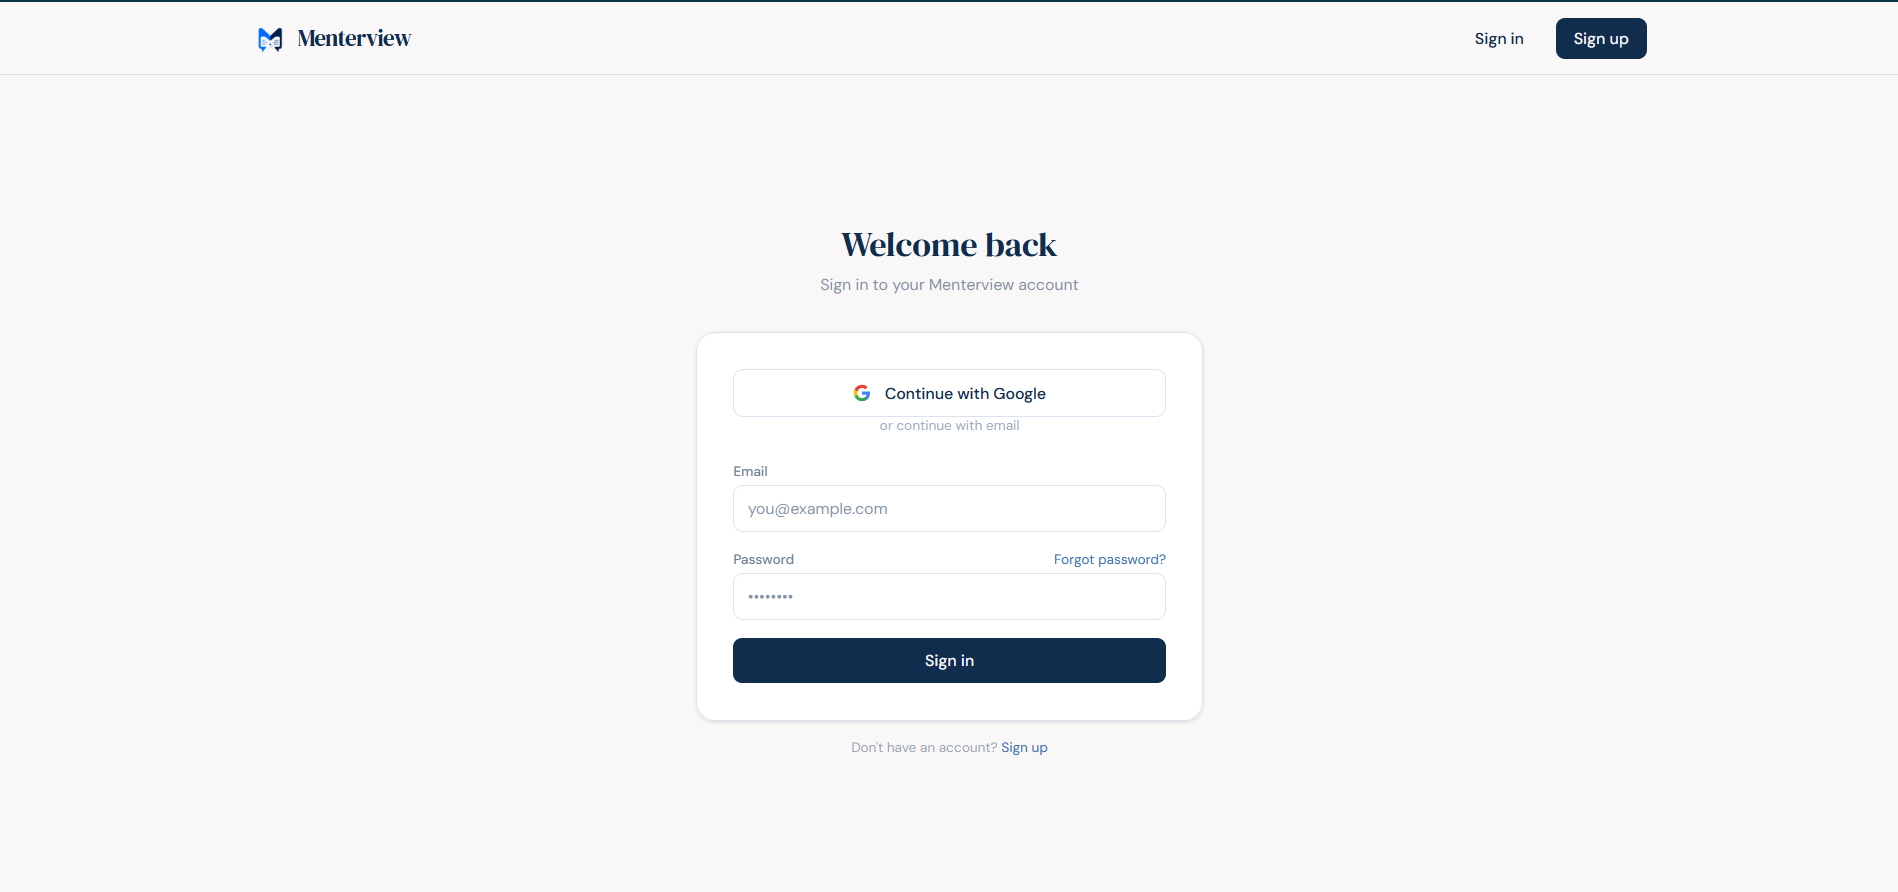 Menterview
Sign in
Sign up
Welcome back
Sign in to your Menterview account
Continue with Google
or continue with email
Email
you@example.com
Password
Forgot password?
••••••••
Sign in
Don't have an account? Sign up